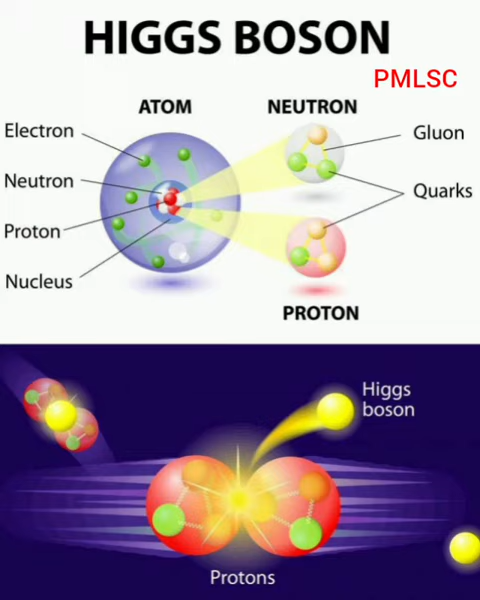 HIGGS BOSON
PMLSC
ATOM
NEUTRON
Electron
Gluon
Neutron
Quarks
Proton
Nucleus
PROTON
Higgs
boson
Protons